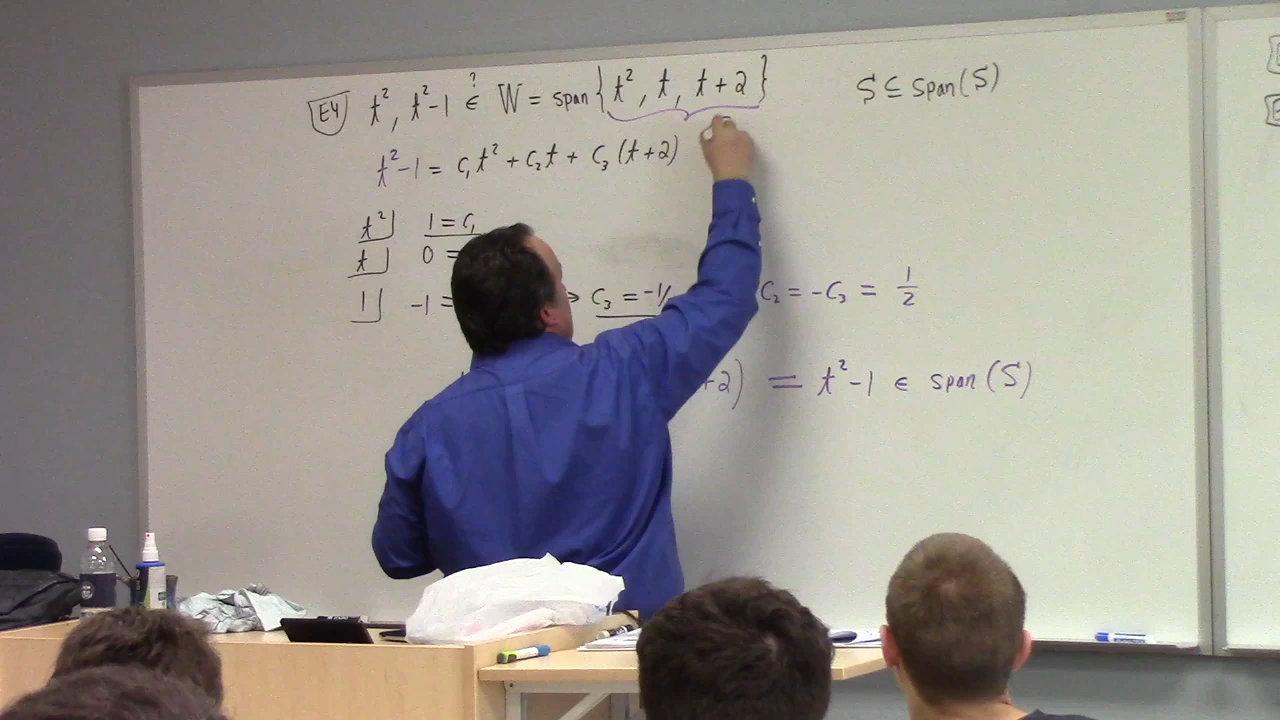 E4 t², t²-1 ∈? W = span{t², t, t+2} S ⊆ span(S)
t²-1 = c₁t² + c₂t + c₃(t+2)
t² 1 = c₁
t 0 =
1 -1 = → c₃ = -1/ c₂ = -c₃ = 1/2
+2) = t²-1 ∈ span(S)